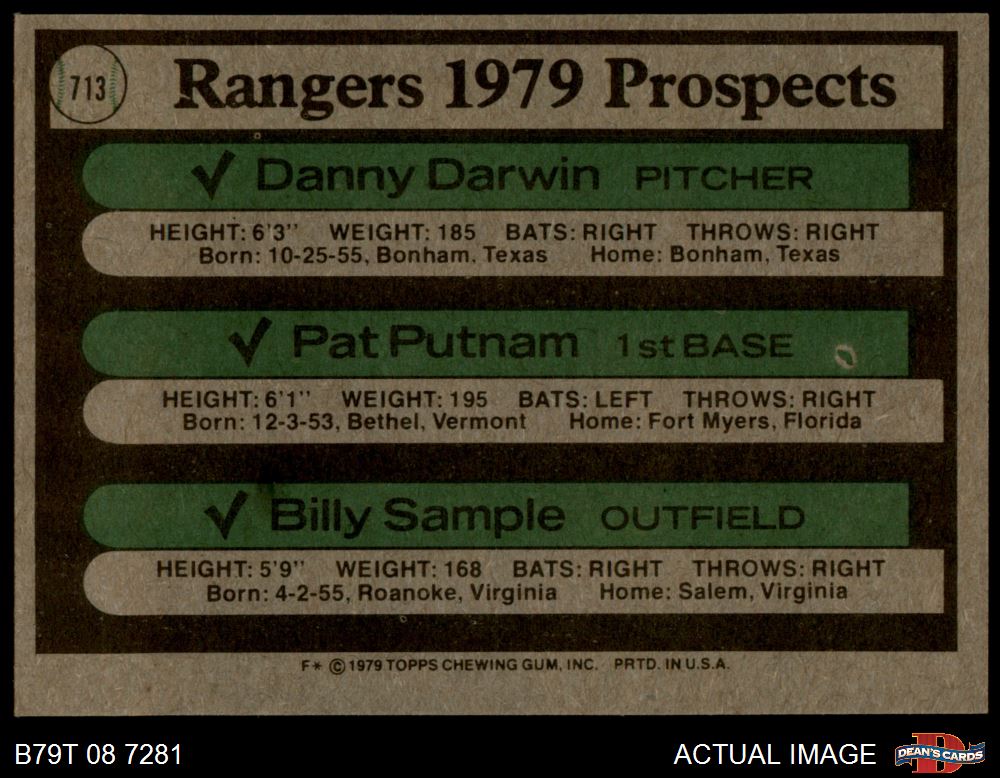 713
Rangers 1979 Prospects
✓ Danny Darwin PITCHER
HEIGHT: 6'3" WEIGHT: 185 BATS: RIGHT THROWS: RIGHT
Born: 10-25-55, Bonham, Texas Home: Bonham, Texas
✓ Pat Putnam 1st BASE
HEIGHT: 6'1" WEIGHT: 195 BATS: LEFT THROWS: RIGHT
Born: 12-3-53, Bethel, Vermont Home: Fort Myers, Florida
✓ Billy Sample OUTFIELD
HEIGHT: 5'9" WEIGHT: 168 BATS: RIGHT THROWS: RIGHT
Born: 4-2-55, Roanoke, Virginia Home: Salem, Virginia
F* © 1979 TOPPS CHEWING GUM, INC. PRTD. IN U.S.A.
B79T 08 7281 ACTUAL IMAGE DEAN'S CARDS